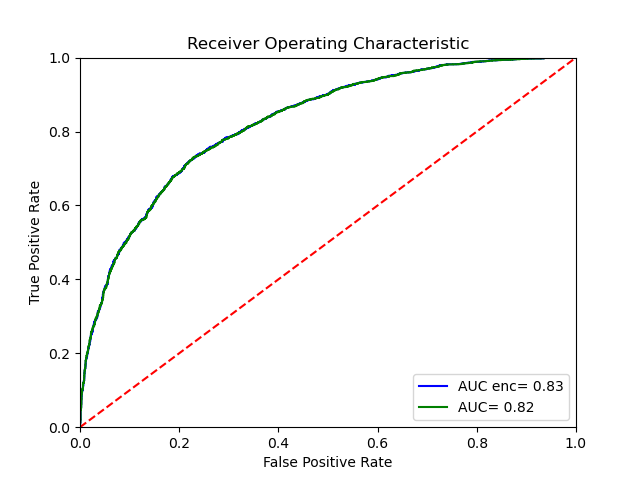 Receiver Operating Characteristic
1.0
0.8
0.6
0.4
0.2
0.0
True Positive Rate
AUC enc= 0.83
AUC= 0.82
0.0 0.2 0.4 0.6 0.8 1.0
False Positive Rate